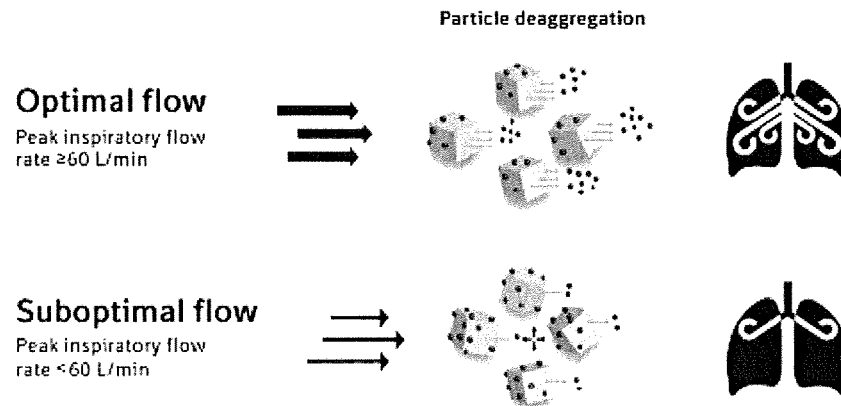 Particle deaggregation
Optimal flow
Peak inspiratory flow
rate ≥60 L/min
Suboptimal flow
Peak inspiratory flow
rate <60 L/min